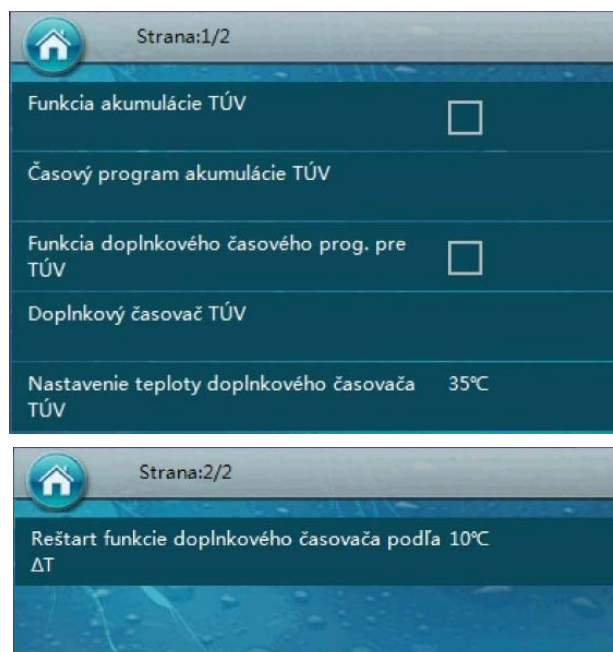 Strana:1/2
Funkcia akumulácie TÚV
Časový program akumulácie TÚV
Funkcia doplnkového časového prog. pre
TÚV
Doplnkový časovač TÚV
Nastavenie teploty doplnkového časovača 35℃
TÚV
Strana:2/2
Reštart funkcie doplnkového časovača podľa 10℃
ΔT